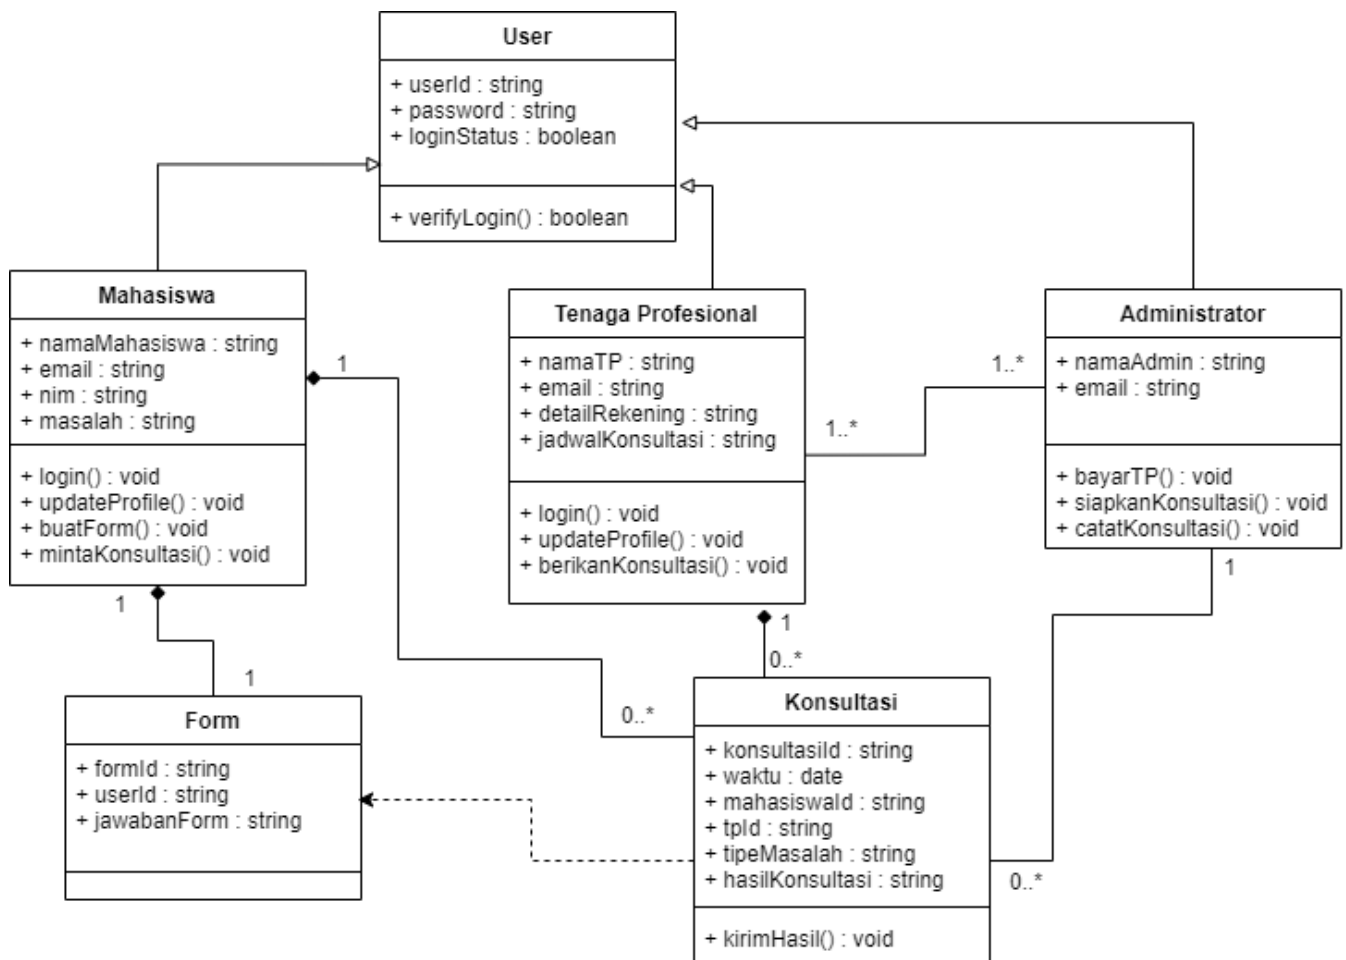 User
+ userId : string
+ password : string
+ loginStatus : boolean
+ verifyLogin() : boolean
Mahasiswa
+ namaMahasiswa : string
+ email : string
+ nim : string
+ masalah : string
+ login() : void
+ updateProfile() : void
+ buatForm() : void
+ mintaKonsultasi() : void
Tenaga Profesional
+ namaTP : string
+ email : string
+ detailRekening : string
+ jadwalKonsultasi : string
+ login() : void
+ updateProfile() : void
+ berikanKonsultasi() : void
Administrator
+ namaAdmin : string
+ email : string
+ bayarTP() : void
+ siapkanKonsultasi() : void
+ catatKonsultasi() : void
1
1..*
1..*
1
1
1
0..*
1
0..*
0..*
Form
+ formId : string
+ userId : string
+ jawabanForm : string
Konsultasi
+ konsultasiId : string
+ waktu : date
+ mahasiswaId : string
+ tpId : string
+ tipeMasalah : string
+ hasilKonsultasi : string
+ kirimHasil() : void